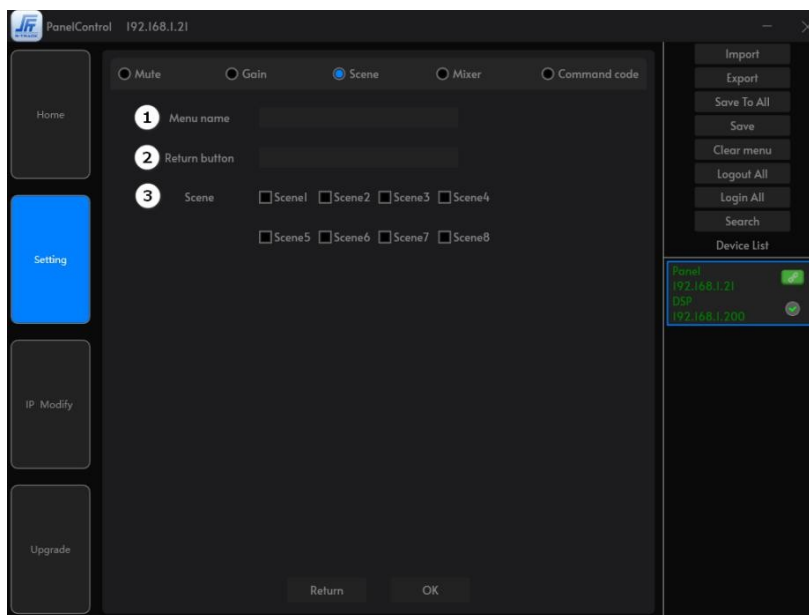 PanelControl 192.168.1.21
Home
Setting
IP Modify
Upgrade
Mute Gain Scene Mixer Command code
1 Menu name
2 Return button
3 Scene Scene1 Scene2 Scene3 Scene4
Scene5 Scene6 Scene7 Scene8
Return OK
Import
Export
Save To All
Save
Clear menu
Logout All
Login All
Search
Device List
Panel
192.168.1.21
DSP
192.168.1.200